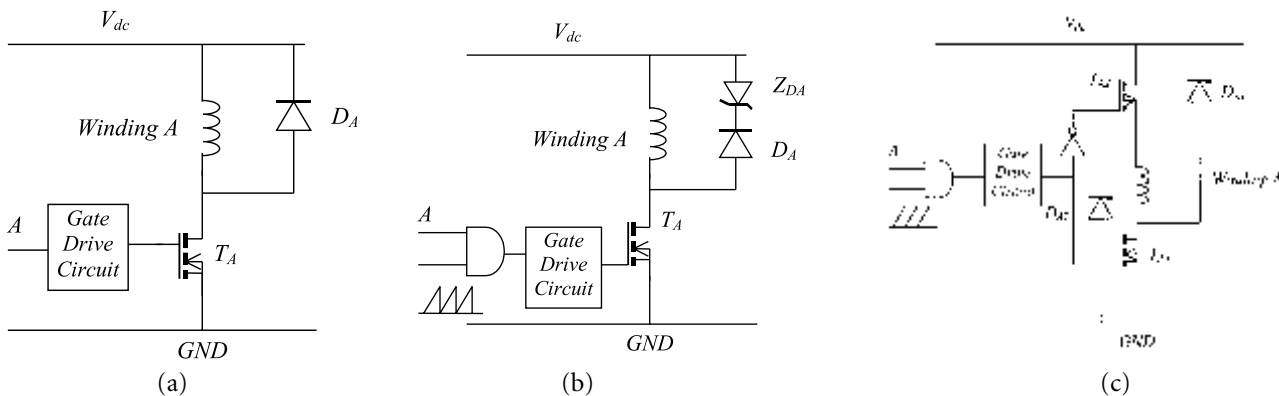 V_dc
Winding A
D_A
A
Gate
Drive
Circuit
T_A
GND
(a)
V_dc
Z_DA
Winding A
D_A
A
T_A
Gate
Drive
Circuit
GND
(b)
A
Gate
Drive
Circuit
Winding A
GND
(c)